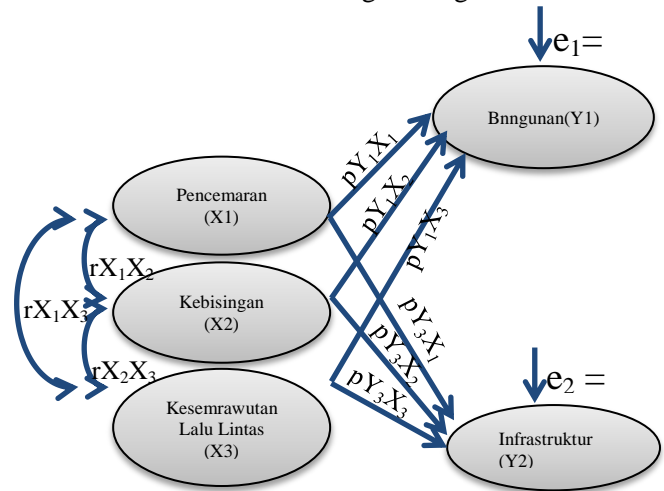 e₁=
Bnngunan(Y1)
pY₁X₁
Pencemaran
(X1)
pY₁X₂
pY₁X₃
rX₁X₂
rX₁X₃
Kebisingan
(X2)
pY₃X₁
pY₃X₂
rX₂X₃
pY₃X₃
e₂ =
Kesemrawutan
Lalu Lintas
(X3)
Infrastruktur
(Y2)